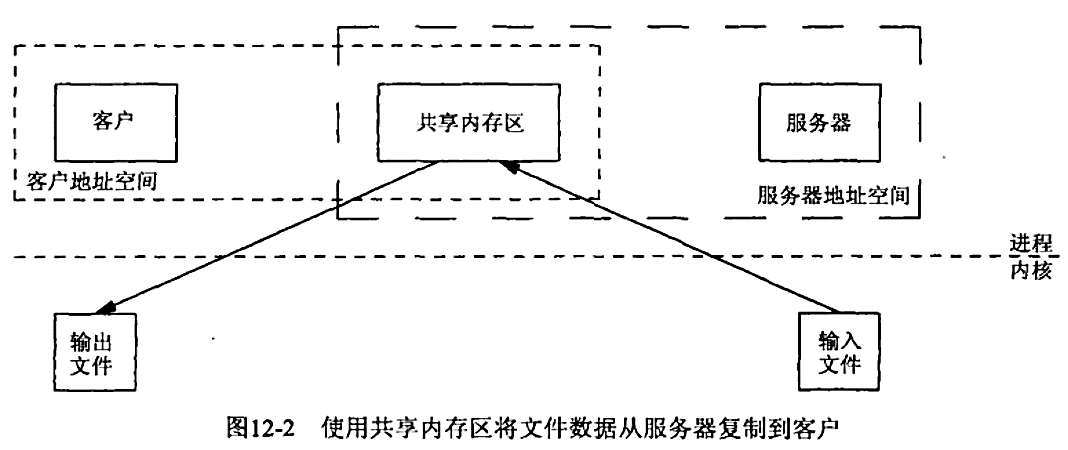 客户
共享内存区
服务器
客户地址空间
服务器地址空间
进程
内核
输出
文件
输入
文件
图12-2 使用共享内存区将文件数据从服务器复制到客户